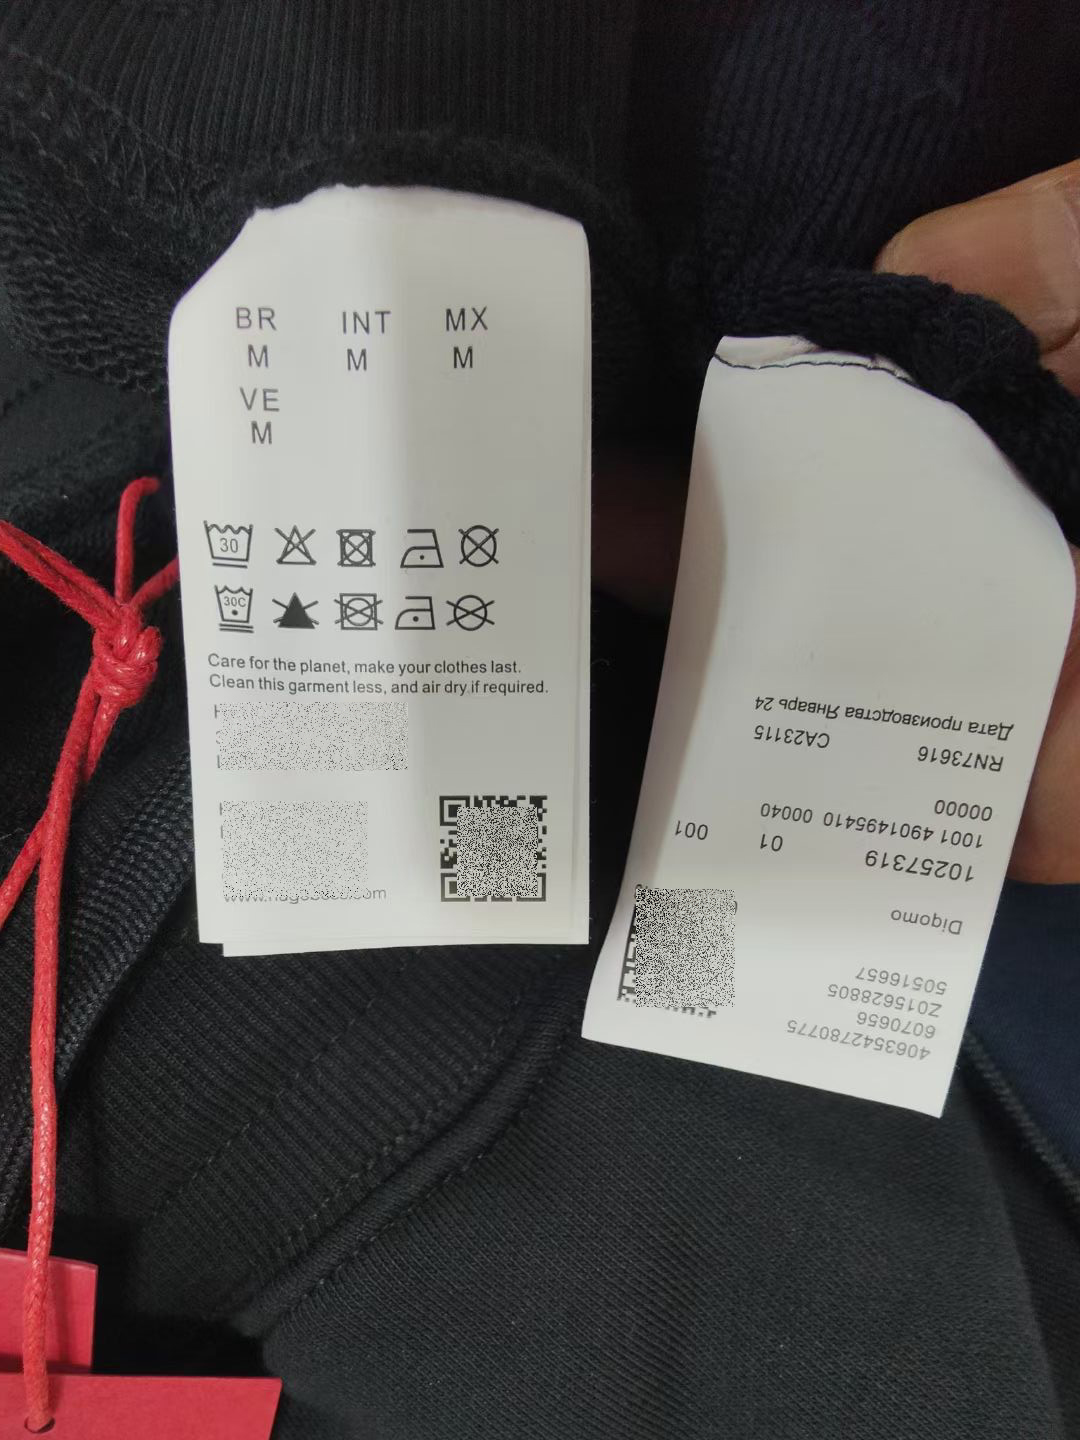 BR INT MX
M M M
VE
M
30
30C
Care for the planet, make your clothes last.
Clean this garment less, and air dry if required.
4063542780775
6070656
Z015628805
50516657
Diqomo
10257319 01 001
1001 4901495410 00040
00000
RN73616 CA23115
Дата производства Январь 24